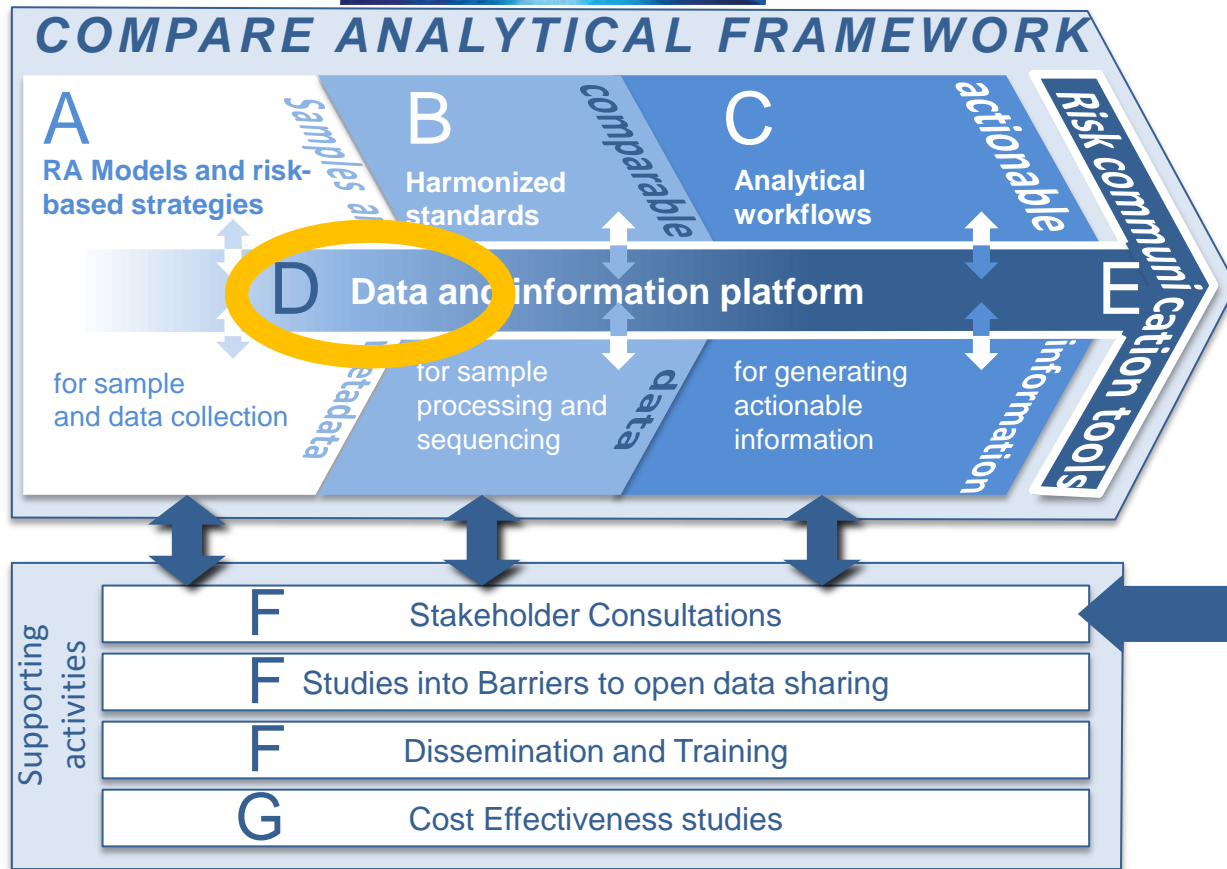 COMPARE ANALYTICAL FRAMEWORK
A
RA Models and risk-
based strategies
for sample
and data collection
Samples
metadata
B
Harmonized
standards
for sample
processing and
sequencing
comparable
data
C
Analytical
workflows
for generating
actionable
information
actionable
information
D
Data and information platform
E
Risk communication tools
Supporting
activities
F
Stakeholder Consultations
F
Studies into Barriers to open data sharing
F
Dissemination and Training
G
Cost Effectiveness studies